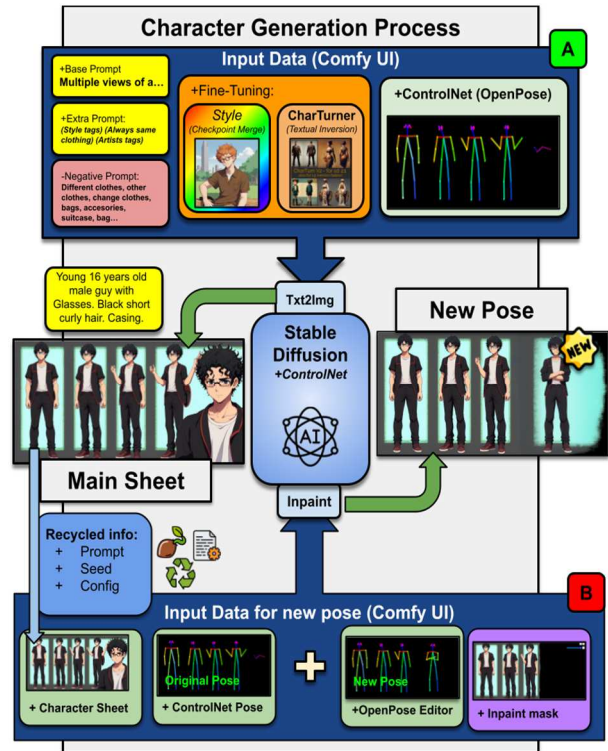 Character Generation Process
Input Data (Comfy UI)
A
+Base Prompt
Multiple views of a…
+Extra Prompt:
(Style tags) (Always same
clothing) (Artists tags)
-Negative Prompt:
Different clothes, other
clothes, change clothes,
bags, accesories,
suitcase, bag…
+Fine-Tuning:
Style
(Checkpoint Merge)
CharTurner
(Textual Inversion)
+ControlNet (OpenPose)
Young 16 years old
male guy with
Glasses. Black short
curly hair. Casing.
Txt2Img
Stable
Diffusion
+ControlNet
AI
Inpaint
New Pose
NEW
Main Sheet
Recycled info:
+ Prompt
+ Seed
+ Config
B
Input Data for new pose (Comfy UI)
+ Character Sheet
Original Pose
+ ControlNet Pose
+
New Pose
+OpenPose Editor
+ Inpaint mask